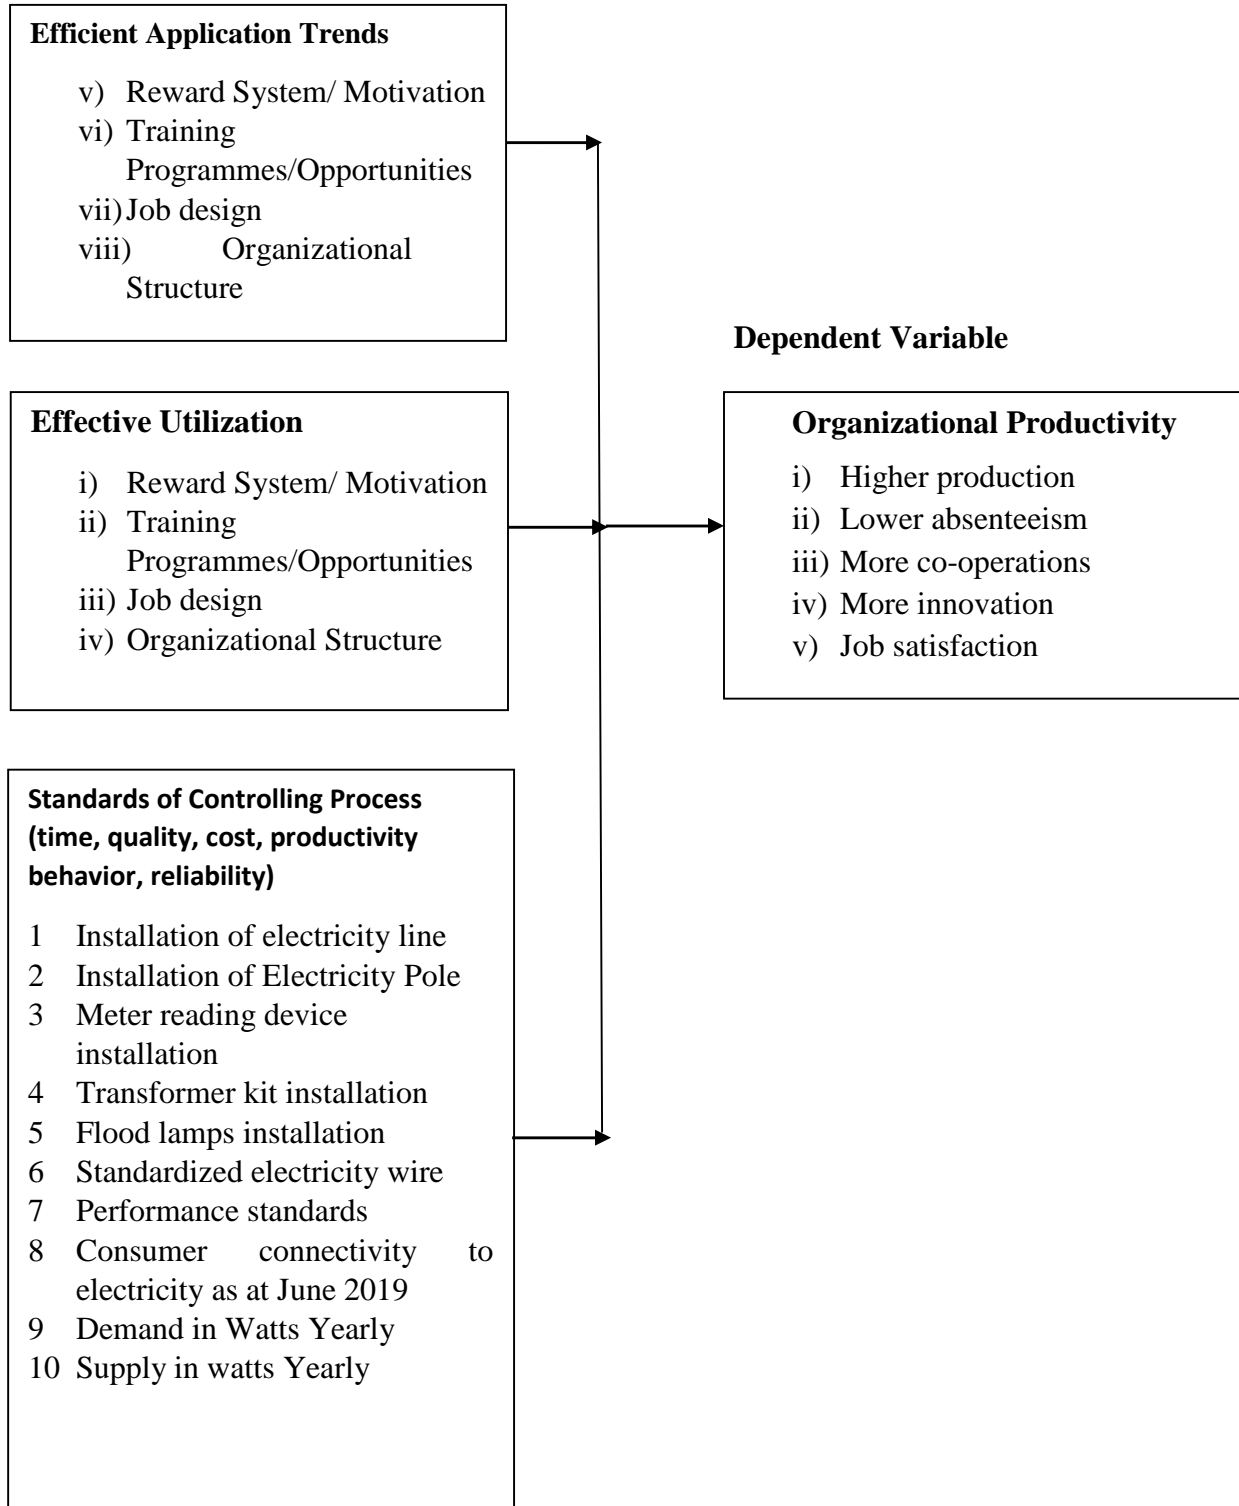 Efficient Application Trends
v) Reward System/ Motivation
vi) Training
Programmes/Opportunities
vii) Job design
viii) Organizational
Structure
Effective Utilization
i) Reward System/ Motivation
ii) Training
Programmes/Opportunities
iii) Job design
iv) Organizational Structure
Standards of Controlling Process
(time, quality, cost, productivity
behavior, reliability)
1 Installation of electricity line
2 Installation of Electricity Pole
3 Meter reading device
installation
4 Transformer kit installation
5 Flood lamps installation
6 Standardized electricity wire
7 Performance standards
8 Consumer connectivity to
electricity as at June 2019
9 Demand in Watts Yearly
10 Supply in watts Yearly
Dependent Variable
Organizational Productivity
i) Higher production
ii) Lower absenteeism
iii) More co-operations
iv) More innovation
v) Job satisfaction